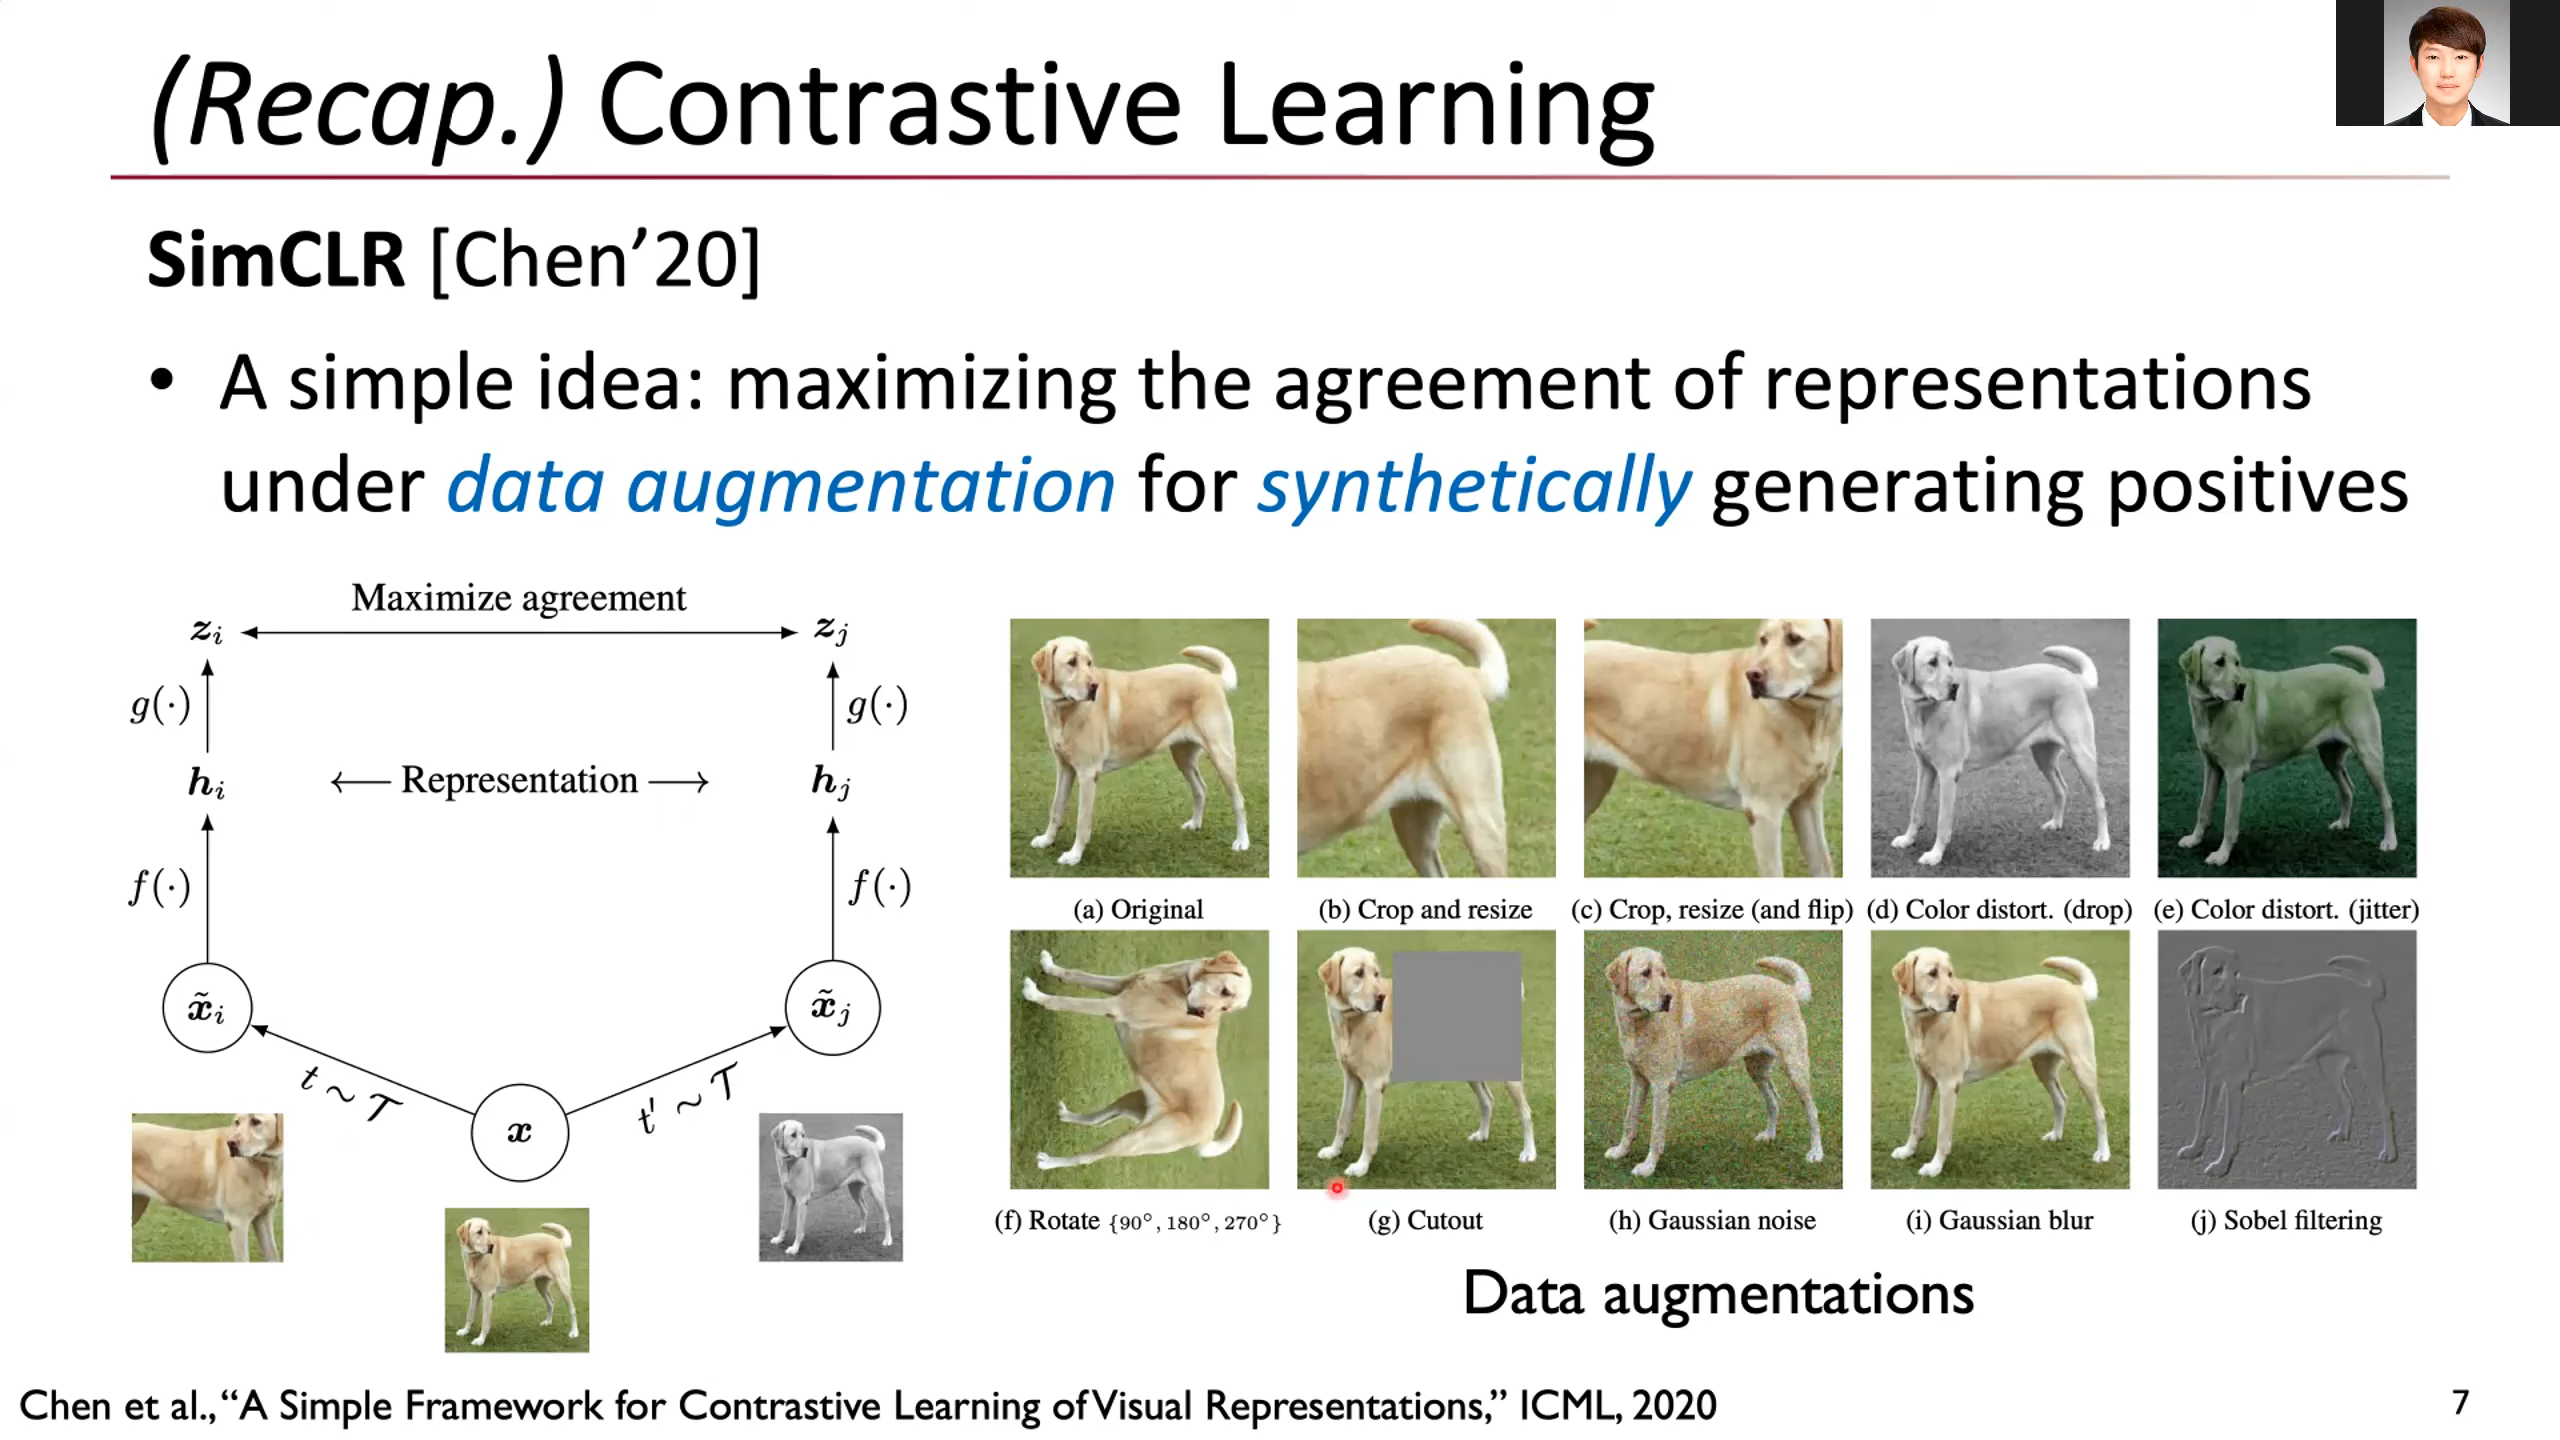 (Recap.) Contrastive Learning
SimCLR [Chen’20]
• A simple idea: maximizing the agreement of representations
under data augmentation for synthetically generating positives
Maximize agreement
z_i z_j
g(·) g(·)
h_i ← Representation → h_j
f(·) f(·)
x̃_i x̃_j
t ~ 𝒯 t′ ~ 𝒯
x
(a) Original (b) Crop and resize (c) Crop, resize (and flip) (d) Color distort. (drop) (e) Color distort. (jitter)
(f) Rotate {90°, 180°, 270°} (g) Cutout (h) Gaussian noise (i) Gaussian blur (j) Sobel filtering
Data augmentations
Chen et al., “A Simple Framework for Contrastive Learning of Visual Representations,” ICML, 2020
7